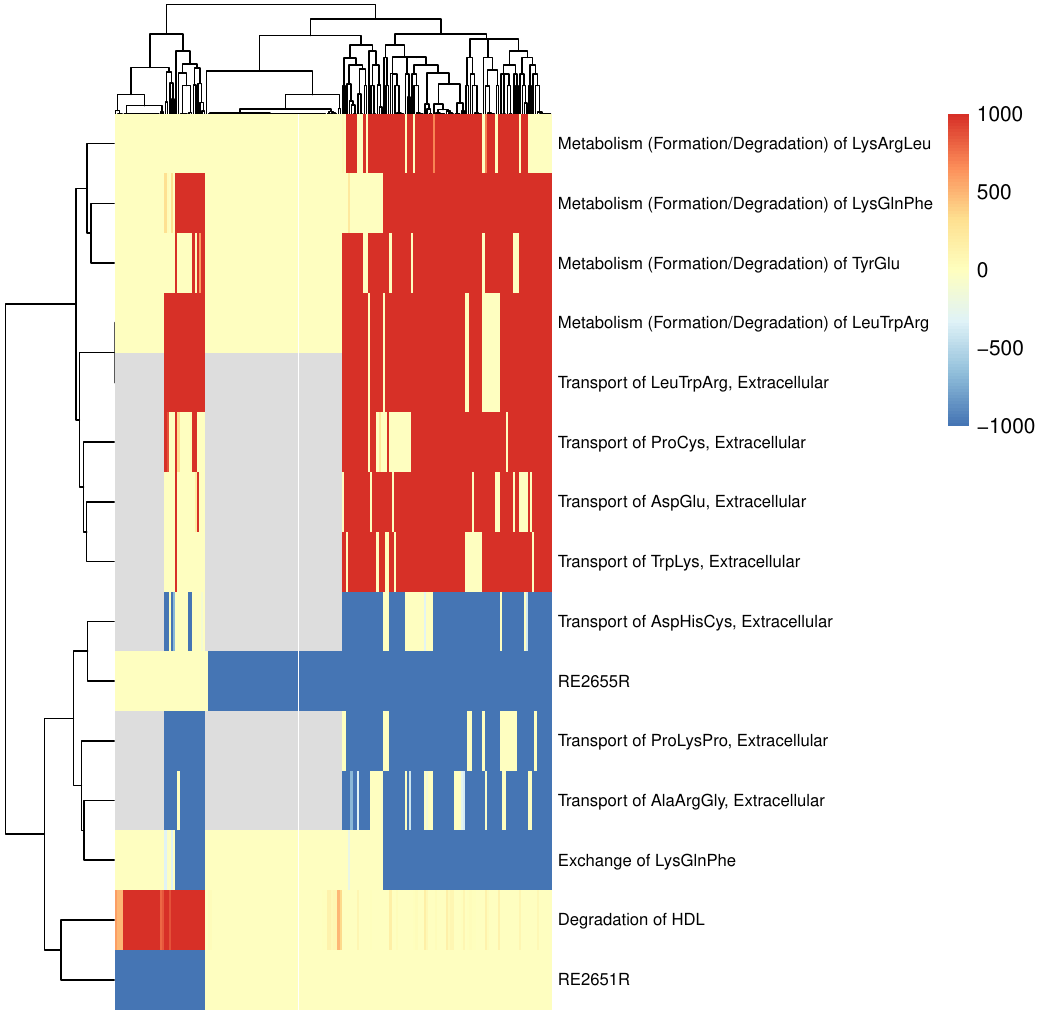 Metabolism (Formation/Degradation) of LysArgLeu
Metabolism (Formation/Degradation) of LysGlnPhe
Metabolism (Formation/Degradation) of TyrGlu
Metabolism (Formation/Degradation) of LeuTrpArg
Transport of LeuTrpArg, Extracellular
Transport of ProCys, Extracellular
Transport of AspGlu, Extracellular
Transport of TrpLys, Extracellular
Transport of AspHisCys, Extracellular
RE2655R
Transport of ProLysPro, Extracellular
Transport of AlaArgGly, Extracellular
Exchange of LysGlnPhe
Degradation of HDL
RE2651R
1000
500
0
−500
−1000